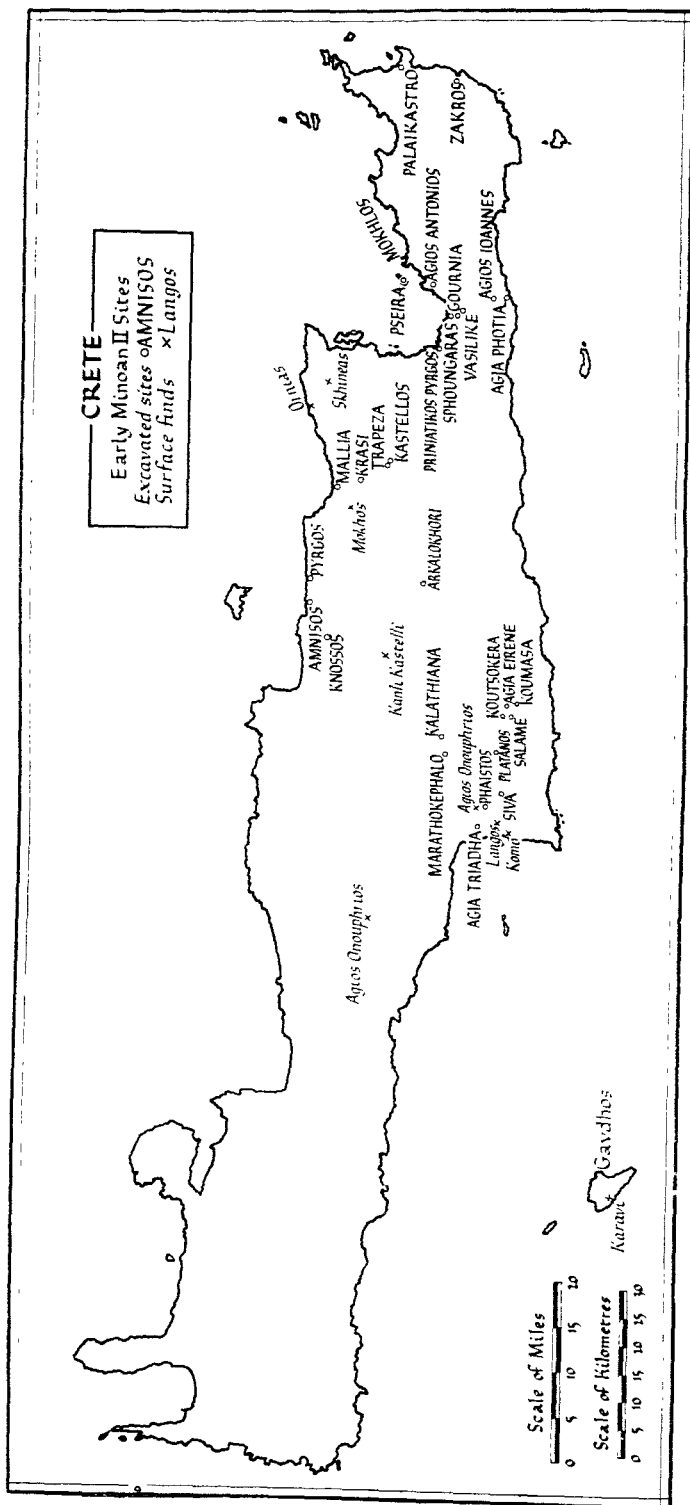 CRETE
Early Minoan II Sites
Excavated sites o AMNISOS
Surface finds x Langos
MALLIA
KRASI
TRAPEZA
KASTELLOS
Skhineas
Mokhos
PYRGOS
AMNISOS
KNOSSOS
Kanli Kastelli
ARKALOKHORI
PSEIRA
MOKHLOS
AGIOS ANTONIOS
PALAIKASTRO
ZAKROS
PRINIATIKOS PYRGOS
SPHOUNGARAS
GOURNIA
VASILIKE
AGIA PHOTIA
AGIOS IOANNES
MARATHOKEPHALO
KALATHIANA
AGIA TRIADHA
Agios Onouphrios
PHAISTOS
Langos
Komo
SIVA
PLATANOS
SALAME
KOUTSOKERA
AGIA EIRENE
KOUMASA
Agios Onouphrios
Gavdhos
Karavi
Scale of Miles
0 5 10 15 20
Scale of Kilometres
0 5 10 15 20 25 30